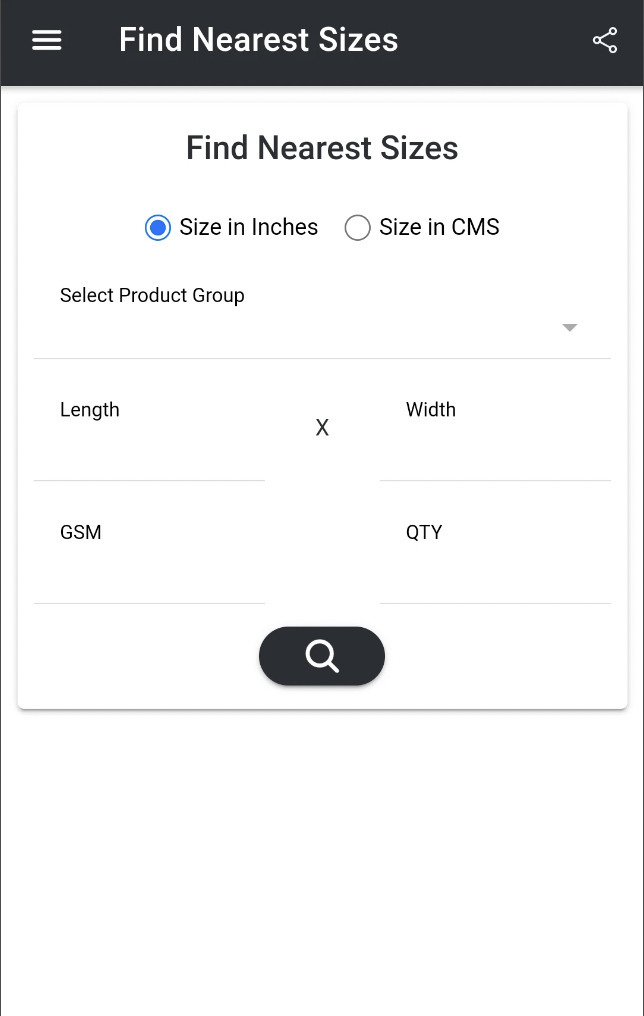 Find Nearest Sizes
Find Nearest Sizes
Size in Inches Size in CMS
Select Product Group
Length X Width
GSM QTY